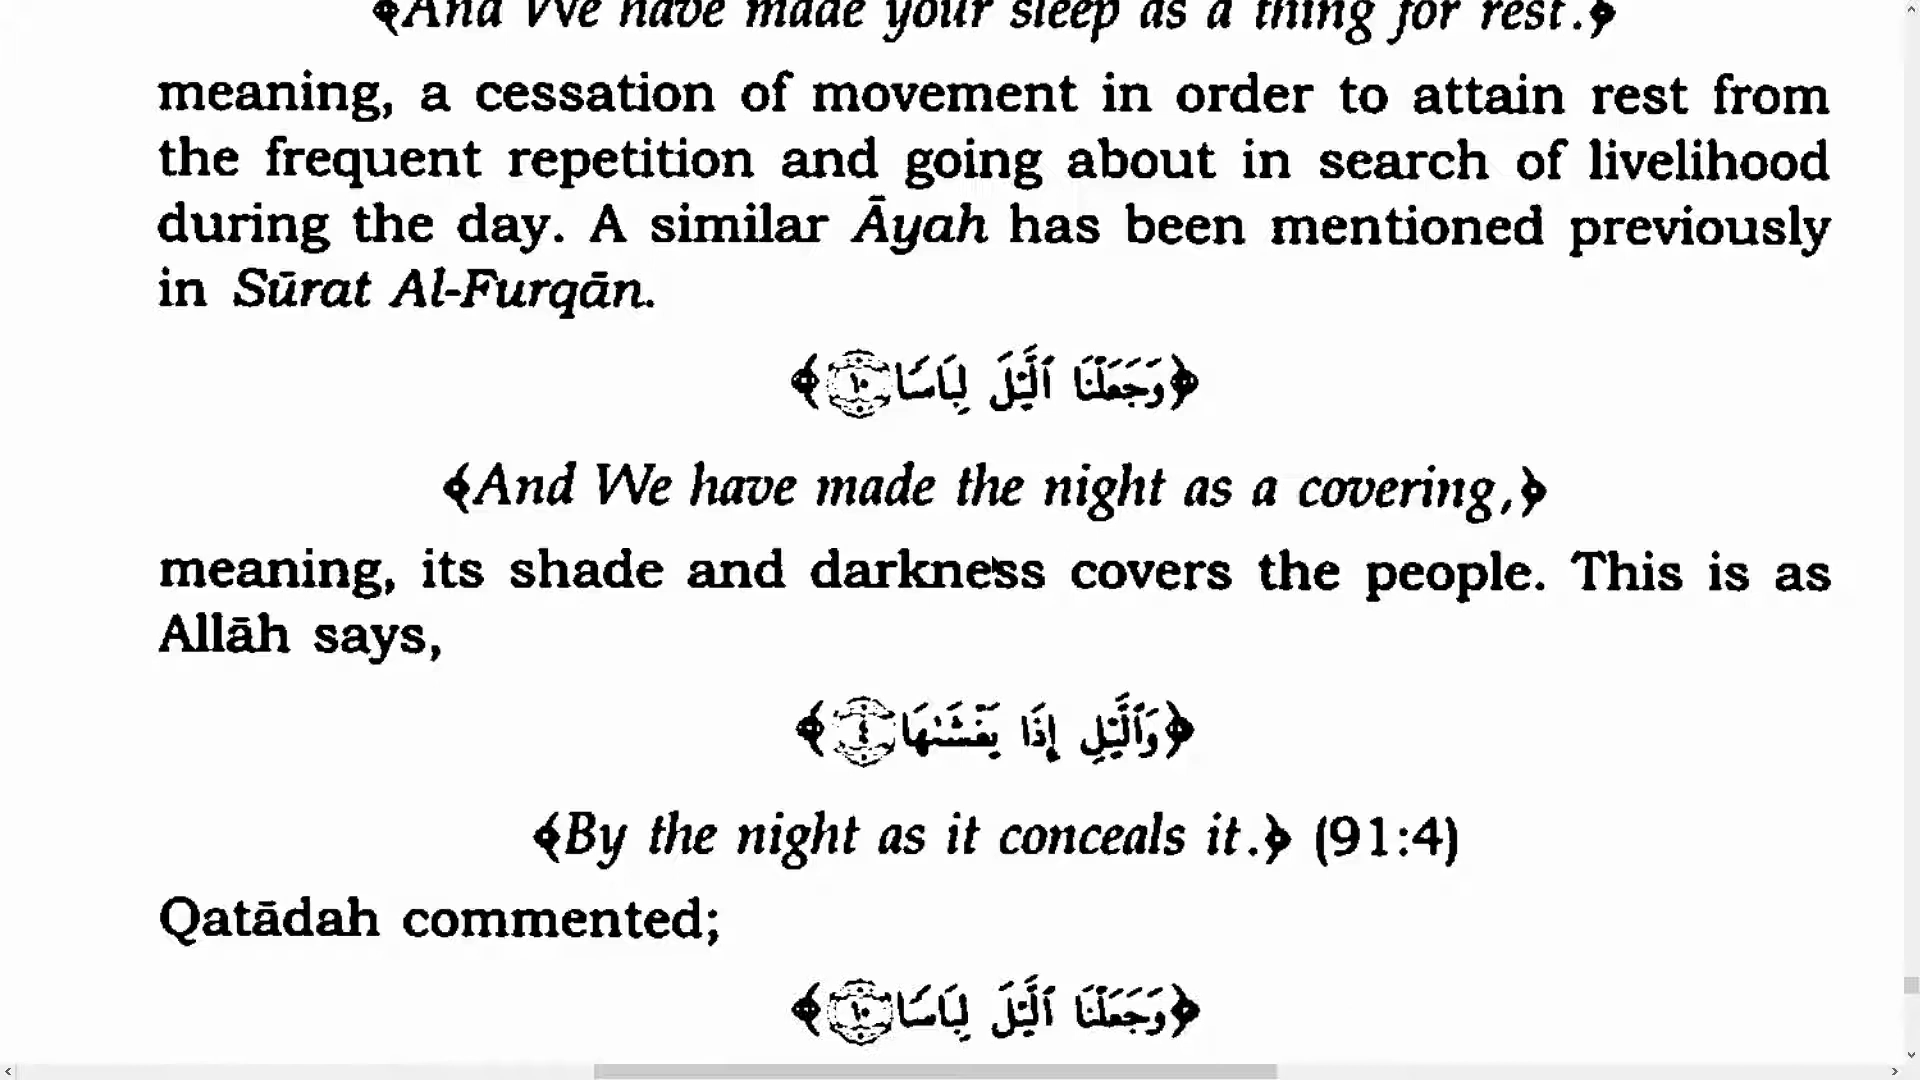 ﴾And We have made your sleep as a thing for rest.﴿
meaning, a cessation of movement in order to attain rest from
the frequent repetition and going about in search of livelihood
during the day. A similar Āyah has been mentioned previously
in Sūrat Al-Furqān.
﴿وَجَعَلْنَا ٱلَّيْلَ لِبَاسًا ١٠﴾
﴾And We have made the night as a covering,﴿
meaning, its shade and darkness covers the people. This is as
Allāh says,
﴿وَٱلَّيْلِ إِذَا يَغْشَىٰهَا ٤﴾
﴾By the night as it conceals it.﴿ (91:4)
Qatādah commented;
﴿وَجَعَلْنَا ٱلَّيْلَ لِبَاسًا ١٠﴾